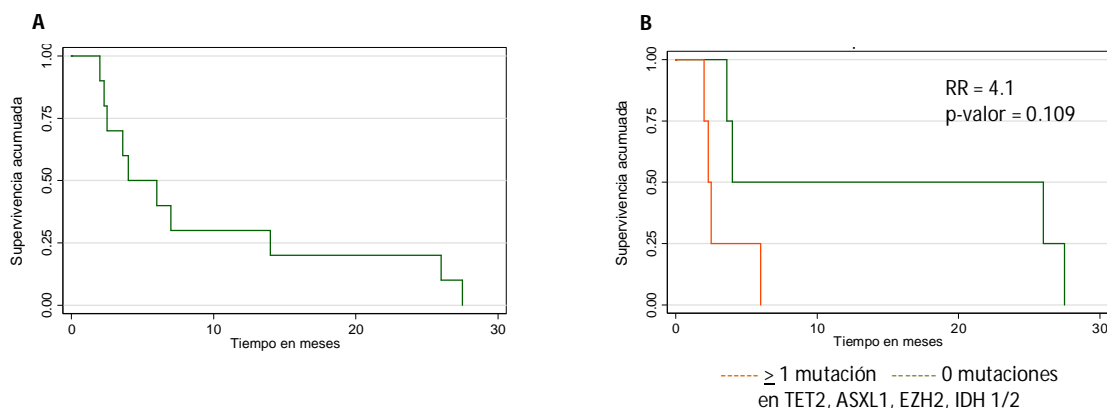 A
Supervivencia acumuada
1.00
0.75
0.50
0.25
0.00
0 10 20 30
Tiempo en meses
B
Supervivencia acumuada
1.00
0.75
0.50
0.25
0.00
RR = 4.1
p-valor = 0.109
0 10 20 30
Tiempo en meses
≥ 1 mutación 0 mutaciones
en TET2, ASXL1, EZH2, IDH 1/2